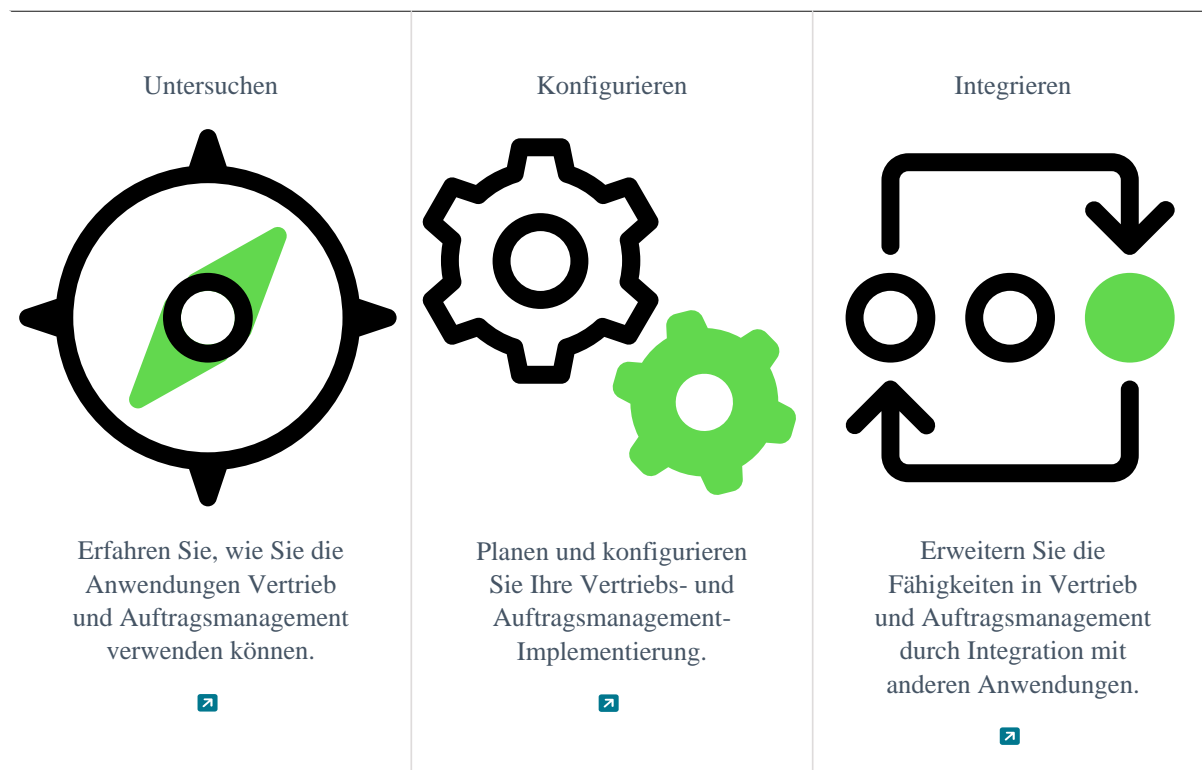 Untersuchen
Erfahren Sie, wie Sie die
Anwendungen Vertrieb
und Auftragsmanagement
verwenden können.
Konfigurieren
Planen und konfigurieren
Sie Ihre Vertriebs- und
Auftragsmanagement-
Implementierung.
Integrieren
Erweitern Sie die
Fähigkeiten in Vertrieb
und Auftragsmanagement
durch Integration mit
anderen Anwendungen.